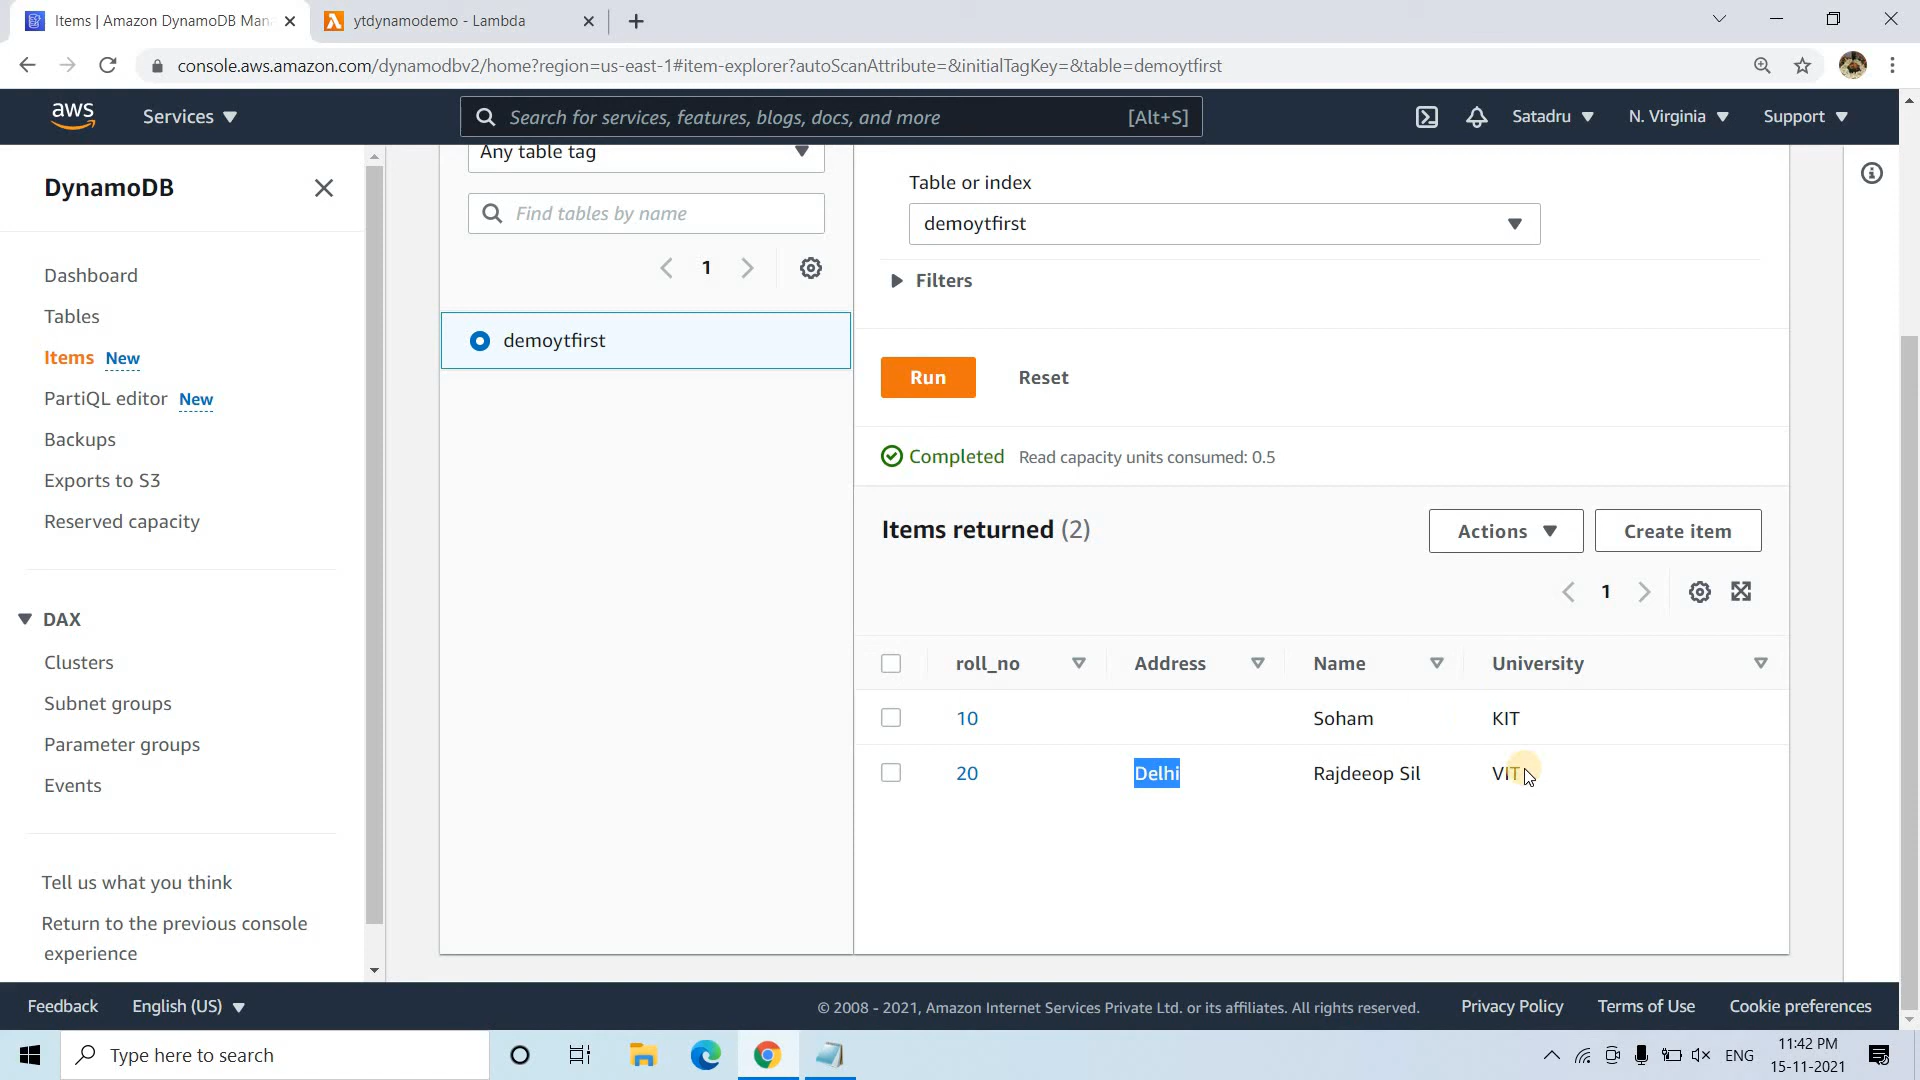 Items | Amazon DynamoDB Man
ytdynamodemo - Lambda
console.aws.amazon.com/dynamodbv2/home?region=us-east-1#item-explorer?autoScanAttribute=&initialTagKey=&table=demoytfirst
aws
Services
Search for services, features, blogs, docs, and more
[Alt+S]
Satadru
N. Virginia
Support
DynamoDB
Dashboard
Tables
Items New
PartiQL editor New
Backups
Exports to S3
Reserved capacity
DAX
Clusters
Subnet groups
Parameter groups
Events
Tell us what you think
Return to the previous console
experience
Any table tag
Find tables by name
1
demoytfirst
Table or index
demoytfirst
Filters
Run
Reset
Completed Read capacity units consumed: 0.5
Items returned (2)
Actions
Create item
1
roll_no Address Name University
10 Soham KIT
20 Delhi Rajdeeop Sil VIT
Feedback
English (US)
© 2008 - 2021, Amazon Internet Services Private Ltd. or its affiliates. All rights reserved.
Privacy Policy
Terms of Use
Cookie preferences
Type here to search
ENG
11:42 PM
15-11-2021